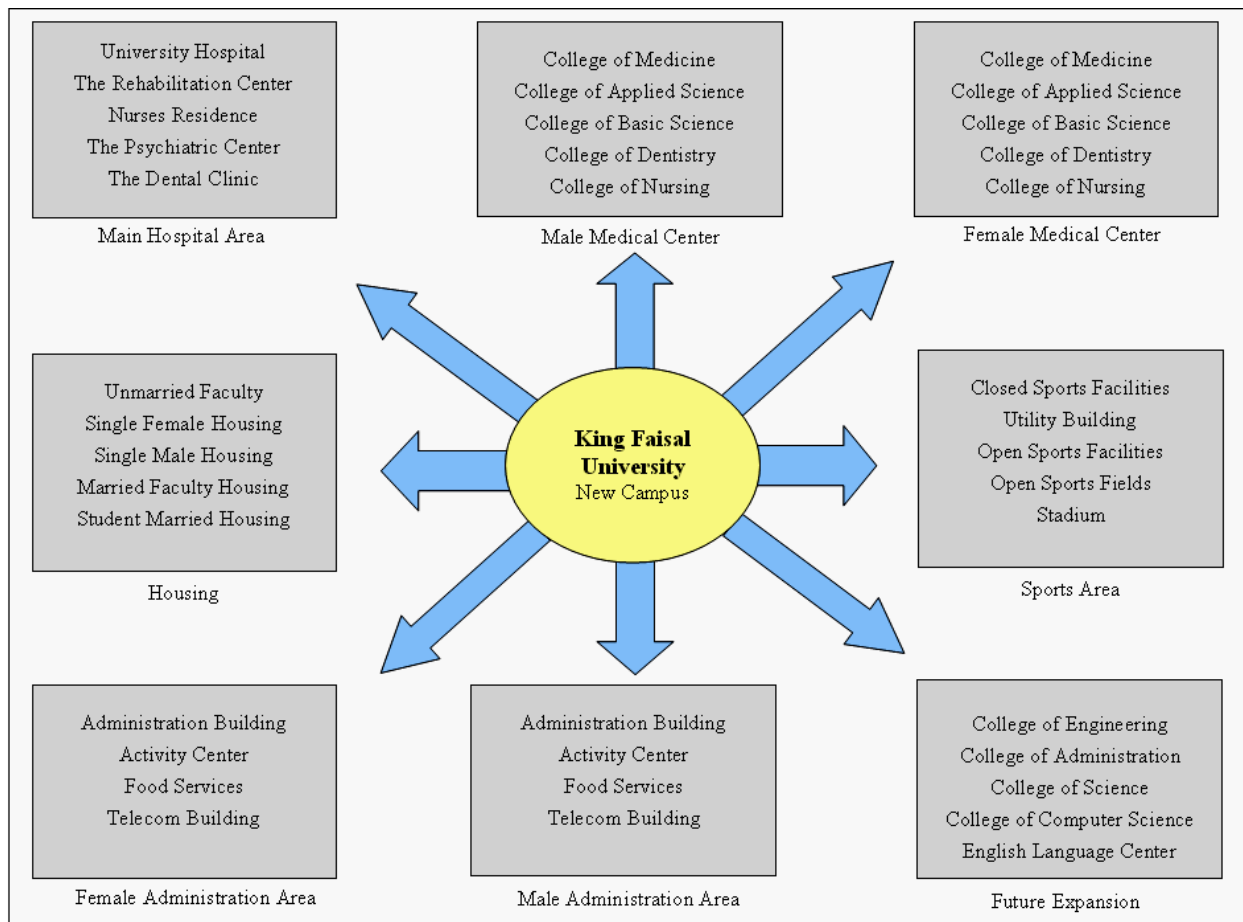 University Hospital
The Rehabilitation Center
Nurses Residence
The Psychiatric Center
The Dental Clinic
Main Hospital Area
College of Medicine
College of Applied Science
College of Basic Science
College of Dentistry
College of Nursing
Male Medical Center
College of Medicine
College of Applied Science
College of Basic Science
College of Dentistry
College of Nursing
Female Medical Center
Unmarried Faculty
Single Female Housing
Single Male Housing
Married Faculty Housing
Student Married Housing
Housing
King Faisal
University
New Campus
Closed Sports Facilities
Utility Building
Open Sports Facilities
Open Sports Fields
Stadium
Sports Area
Administration Building
Activity Center
Food Services
Telecom Building
Female Administration Area
Administration Building
Activity Center
Food Services
Telecom Building
Male Administration Area
College of Engineering
College of Administration
College of Science
College of Computer Science
English Language Center
Future Expansion